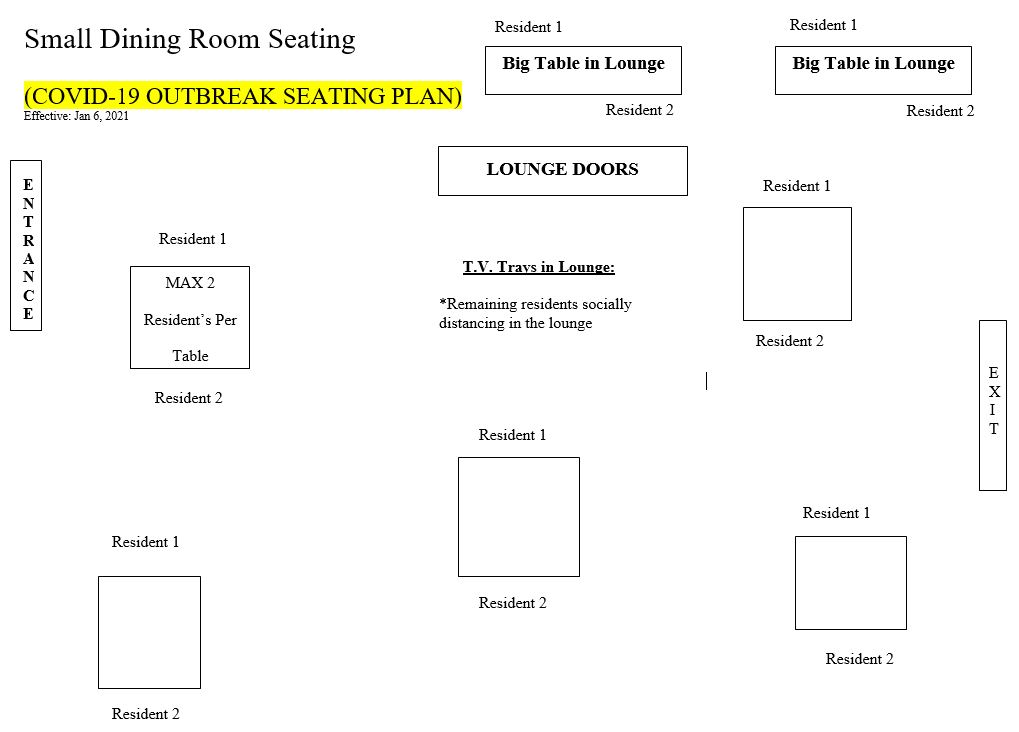 Small Dining Room Seating
(COVID-19 OUTBREAK SEATING PLAN)
Effective: Jan 6, 2021
Resident 1
Big Table in Lounge
Resident 2
Resident 1
Big Table in Lounge
Resident 2
LOUNGE DOORS
ENTRANCE
Resident 1
MAX 2
Resident’s Per
Table
Resident 2
T.V. Trays in Lounge:
*Remaining residents socially
distancing in the lounge
Resident 1
Resident 2
EXIT
Resident 1
Resident 2
Resident 1
Resident 2
Resident 1
Resident 2